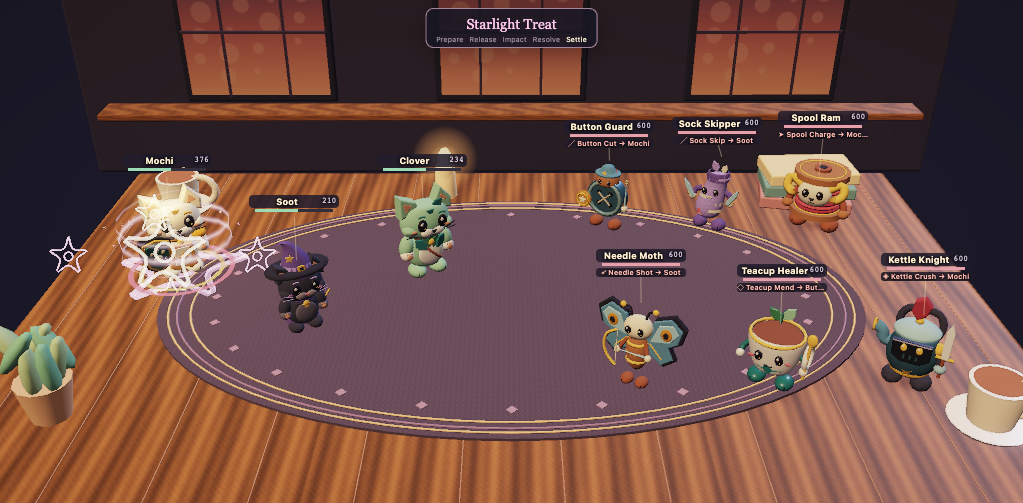 Starlight Treat
Prepare Release Impact Resolve Settle
Mochi 376
Clover 234
Soot 210
Button Guard 600
Button Cut → Mochi
Sock Skipper 600
Sock Skip → Soot
Spool Ram 600
Spool Charge → Moc...
Needle Moth 600
Needle Shot → Soot
Teacup Healer 600
Teacup Mend → But...
Kettle Knight 600
Kettle Crush → Mochi